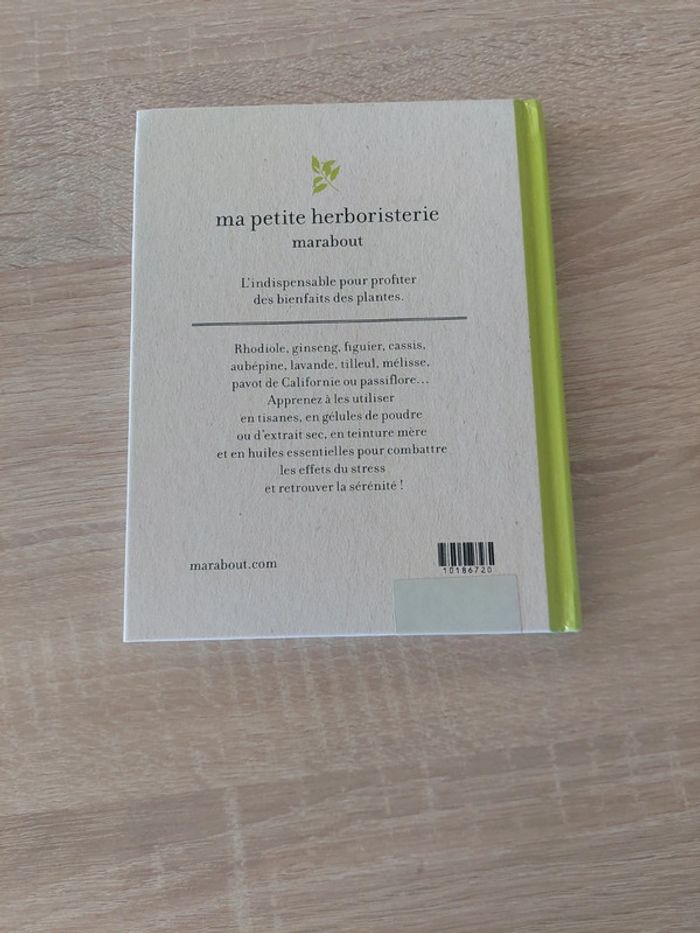 ma petite herboristerie
marabout
L'indispensable pour profiter
des bienfaits des plantes.
Rhodiole, ginseng, figuier, cassis,
aubépine, lavande, tilleul, mélisse,
pavot de Californie ou passiflore...
Apprenez à les utiliser
en tisanes, en gélules de poudre
ou d'extrait sec, en teinture mère
et en huiles essentielles pour combattre
les effets du stress
et retrouver la sérénité !
marabout.com
10186720